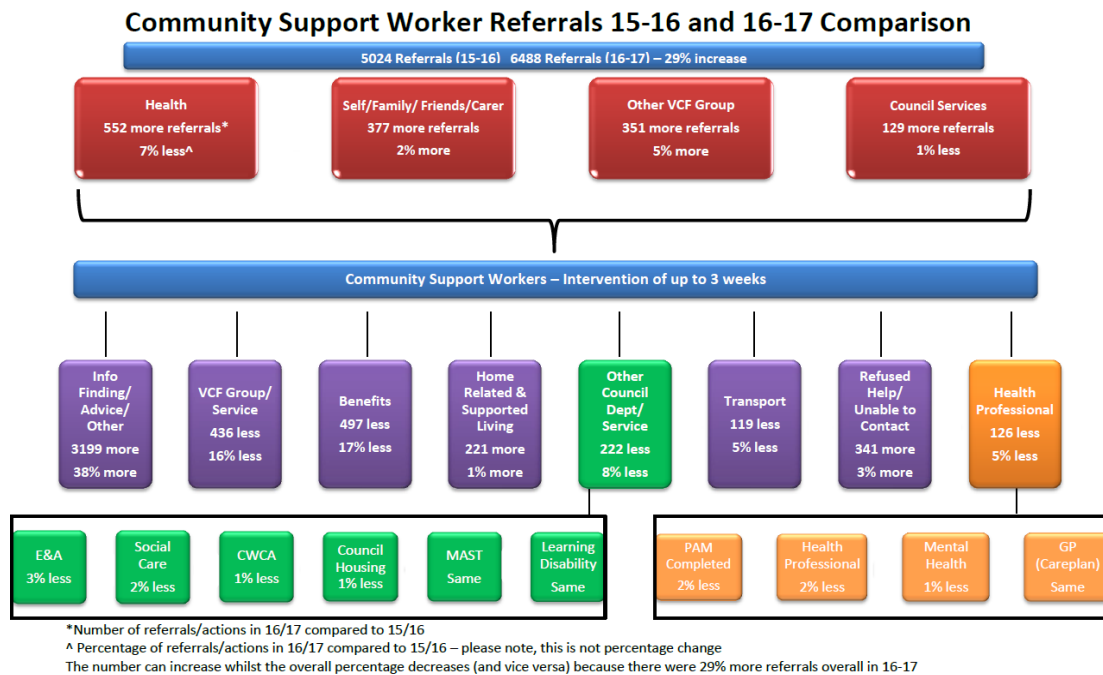 Community Support Worker Referrals 15-16 and 16-17 Comparison
5024 Referrals (15-16)   6488 Referrals (16-17) – 29% increase
Health
552 more referrals*
7% less^
Self/Family/ Friends/Carer
377 more referrals
2% more
Other VCF Group
351 more referrals
5% more
Council Services
129 more referrals
1% less
Community Support Workers – Intervention of up to 3 weeks
Info
Finding/
Advice/
Other
3199 more
38% more
VCF Group/
Service
436 less
16% less
Benefits
497 less
17% less
Home
Related &
Supported
Living
221 more
1% more
Other
Council
Dept/
Service
222 less
8% less
Transport
119 less
5% less
Refused
Help/
Unable to
Contact
341 more
3% more
Health
Professional
126 less
5% less
E&A
3% less
Social
Care
2% less
CWCA
1% less
Council
Housing
1% less
MAST
Same
Learning
Disability
Same
PAM
Completed
2% less
Health
Professional
2% less
Mental
Health
1% less
GP
(Careplan)
Same
*Number of referrals/actions in 16/17 compared to 15/16
^ Percentage of referrals/actions in 16/17 compared to 15/16 – please note, this is not percentage change
The number can increase whilst the overall percentage decreases (and vice versa) because there were 29% more referrals overall in 16-17